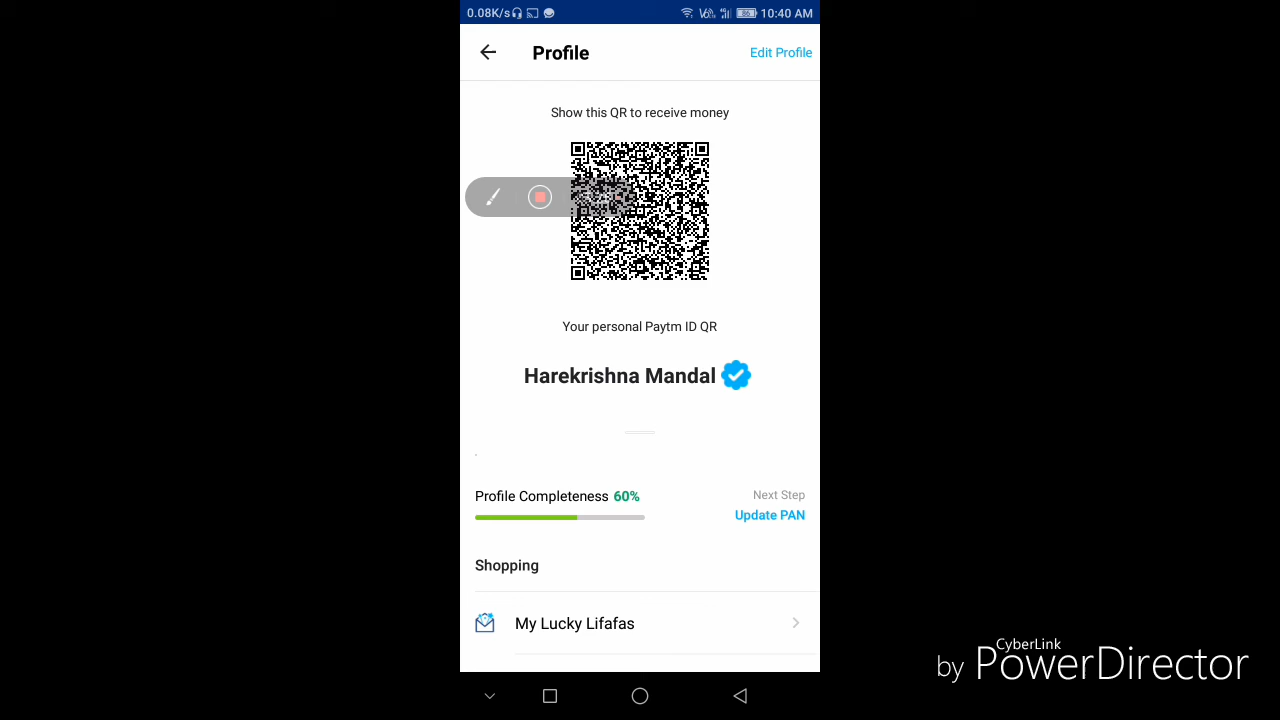 0.08K/s 86 10:40 AM
Profile
Edit Profile
Show this QR to receive money
Your personal Paytm ID QR
Harekrishna Mandal
Profile Completeness 60%
Next Step
Update PAN
Shopping
My Lucky Lifafas
CyberLink
by PowerDirector